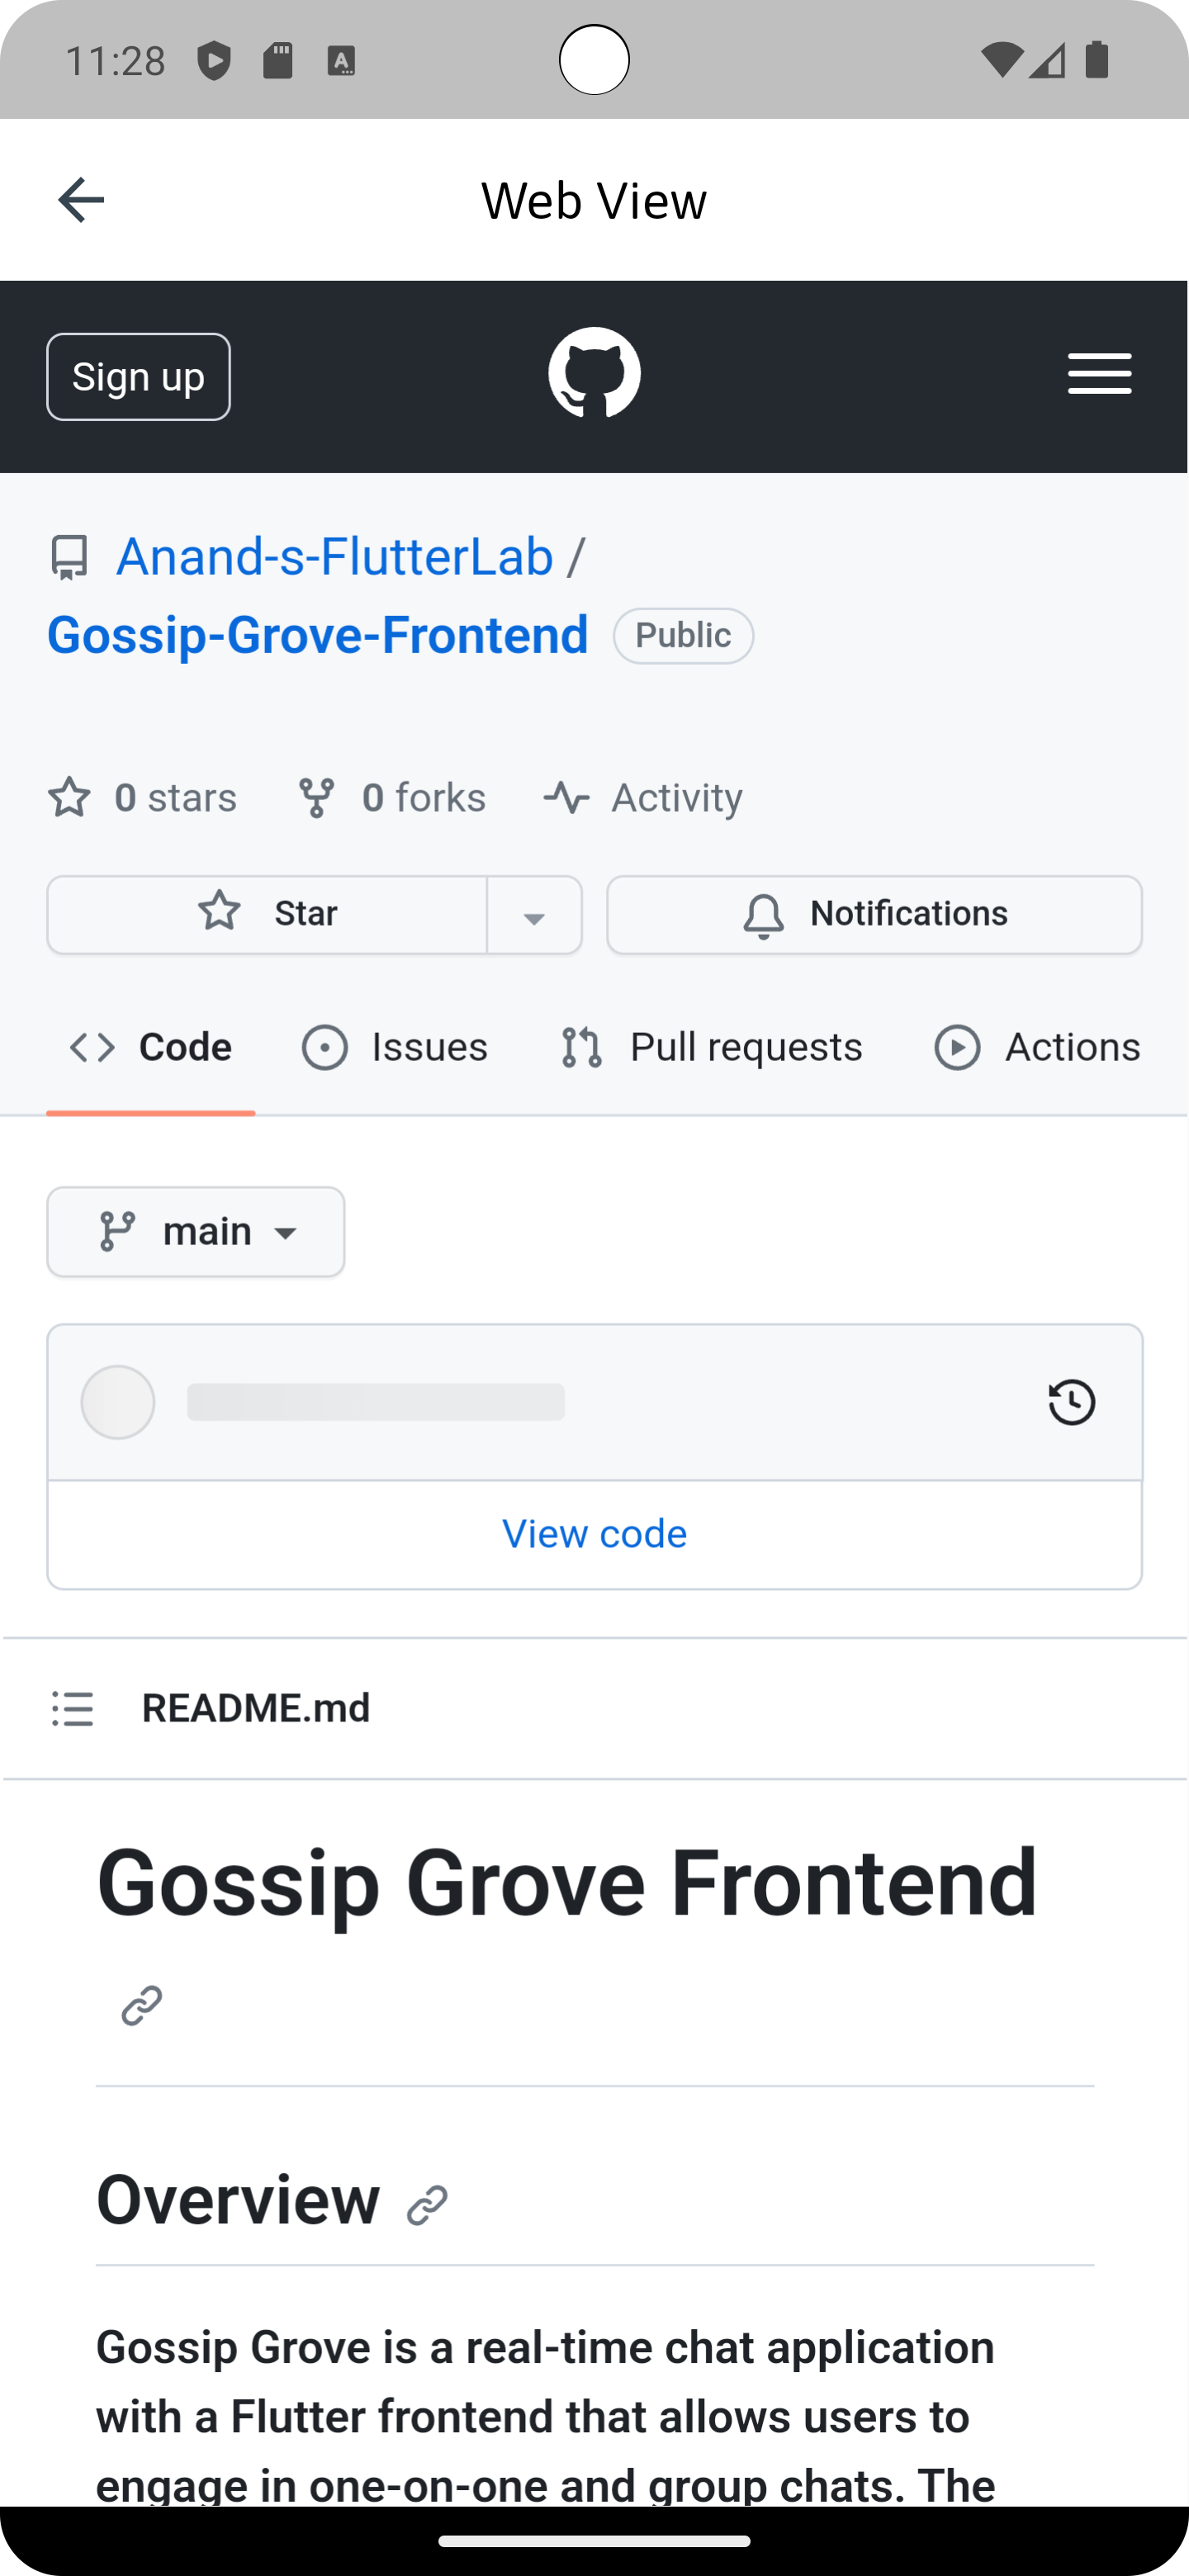 11:28
Web View
Sign up
Anand-s-FlutterLab /
Gossip-Grove-Frontend Public
0 stars 0 forks Activity
Star Notifications
Code Issues Pull requests Actions
main
View code
README.md
Gossip Grove Frontend
Overview
Gossip Grove is a real-time chat application
with a Flutter frontend that allows users to
engage in one-on-one and group chats. The